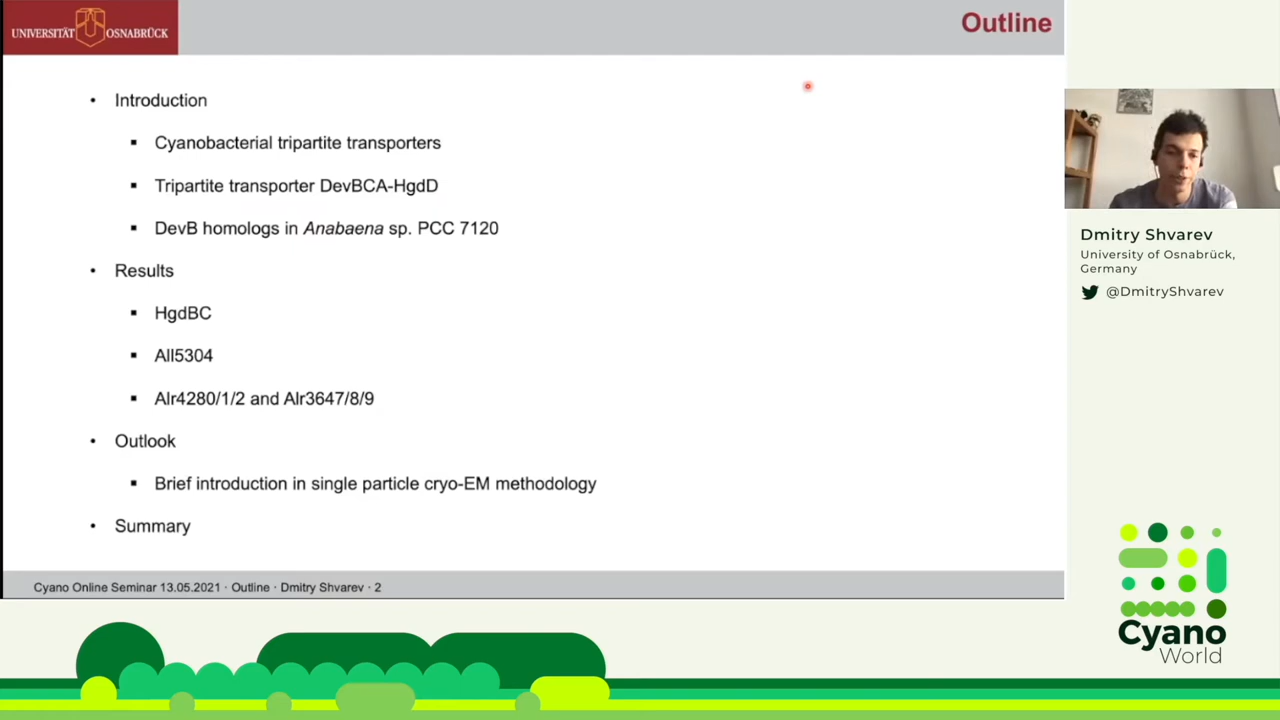 UNIVERSITÄT OSNABRÜCK
Outline
• Introduction
▪ Cyanobacterial tripartite transporters
▪ Tripartite transporter DevBCA-HgdD
▪ DevB homologs in Anabaena sp. PCC 7120
• Results
▪ HgdBC
▪ All5304
▪ Alr4280/1/2 and Alr3647/8/9
• Outlook
▪ Brief introduction in single particle cryo-EM methodology
• Summary
Cyano Online Seminar 13.05.2021 · Outline · Dmitry Shvarev · 2
Dmitry Shvarev
University of Osnabrück,
Germany
@DmitryShvarev
Cyano
World